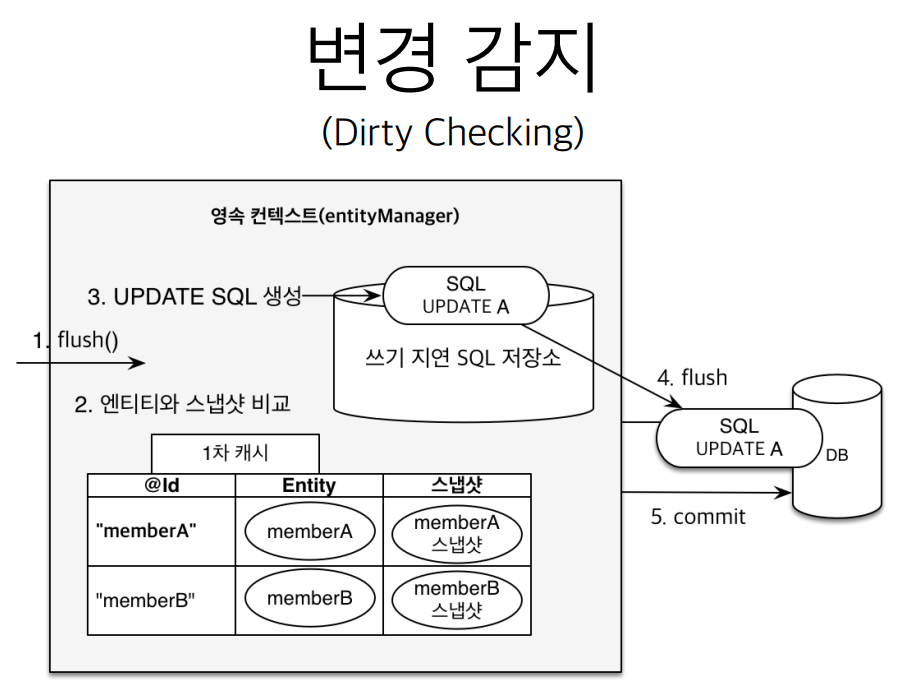 변경 감지
(Dirty Checking)
영속 컨텍스트(entityManager)
3. UPDATE SQL 생성
SQL
UPDATE A
1. flush()
쓰기 지연 SQL 저장소
2. 엔티티와 스냅샷 비교
4. flush
SQL
UPDATE A
DB
1차 캐시
@Id Entity 스냅샷
"memberA" memberA memberA
스냅샷
"memberB" memberB memberB
스냅샷
5. commit